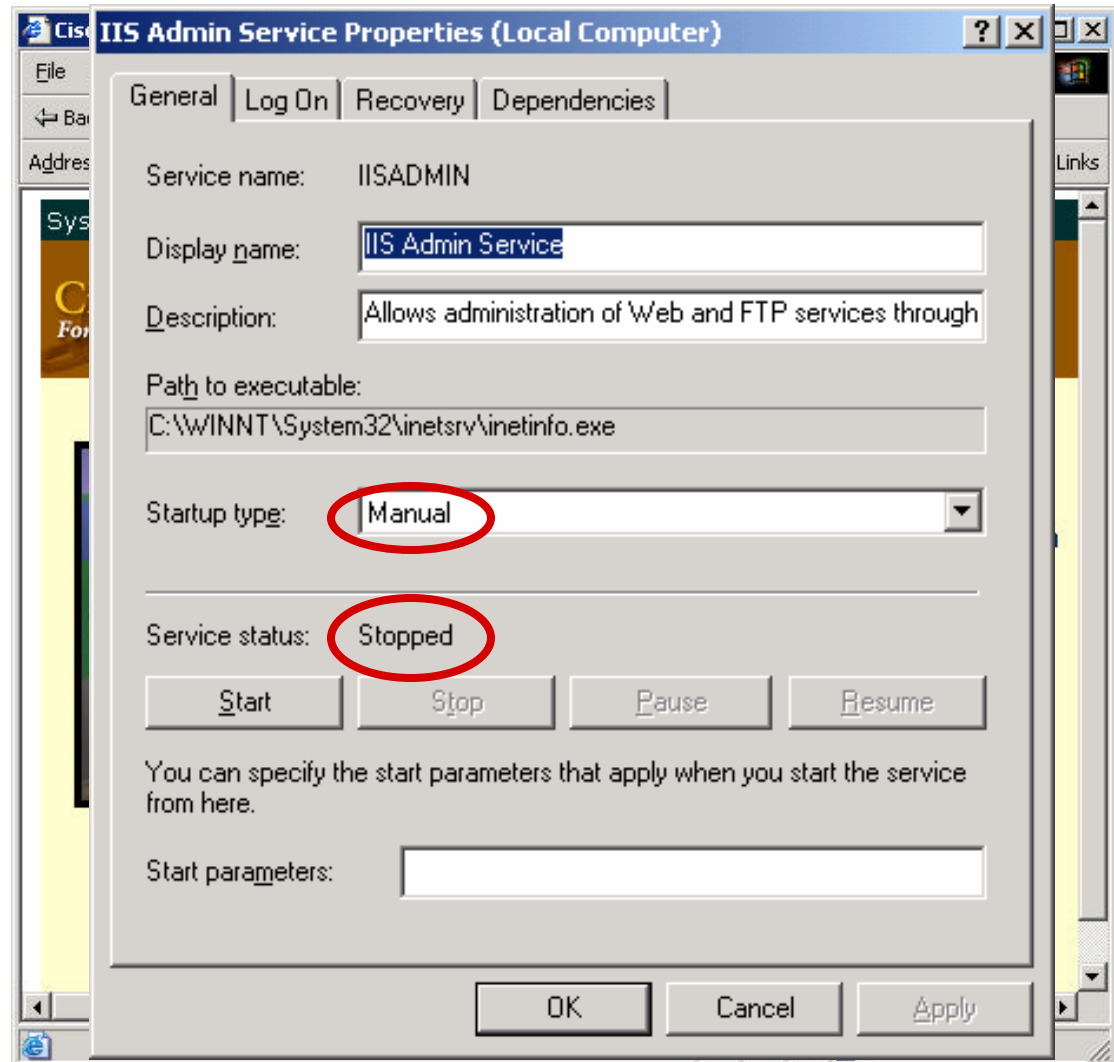 IIS Admin Service Properties (Local Computer)
File
Links
General Log On Recovery Dependencies
Service name: IISADMIN
Display name: IIS Admin Service
Description: Allows administration of Web and FTP services through
Path to executable:
C:\WINNT\System32\inetsrv\inetinfo.exe
Startup type: Manual
Service status: Stopped
Start Stop Pause Resume
You can specify the start parameters that apply when you start the service
from here.
Start parameters:
OK Cancel Apply